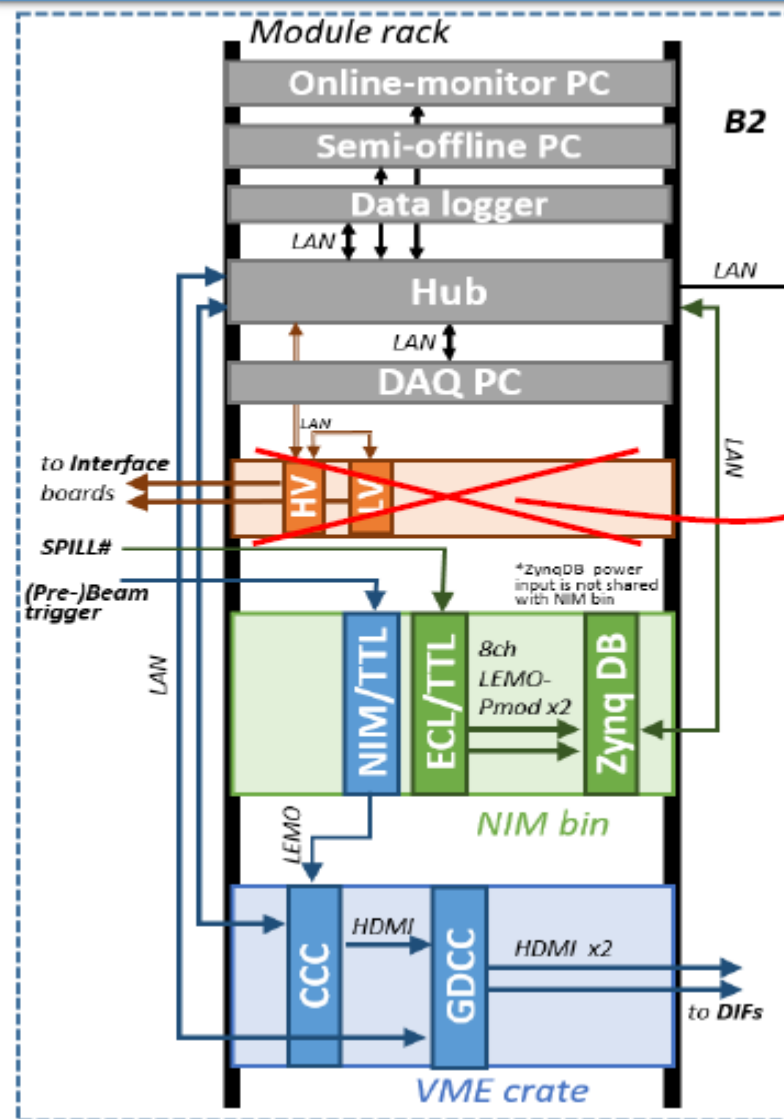 Module rack
Online-monitor PC
B2
Semi-offline PC
Data logger
LAN
LAN
Hub
LAN
DAQ PC
LAN
to Interface
boards
HV
LV
LAN
SPILL#
*ZynqDB power
input is not shared
with NIM bin
(Pre-)Beam
trigger
LAN
NIM/TTL
ECL/TTL
8ch
LEMO-
Pmod x2
Zynq DB
NIM bin
LEMO
CCC
HDMI
GDCC
HDMI x2
to DIFs
VME crate